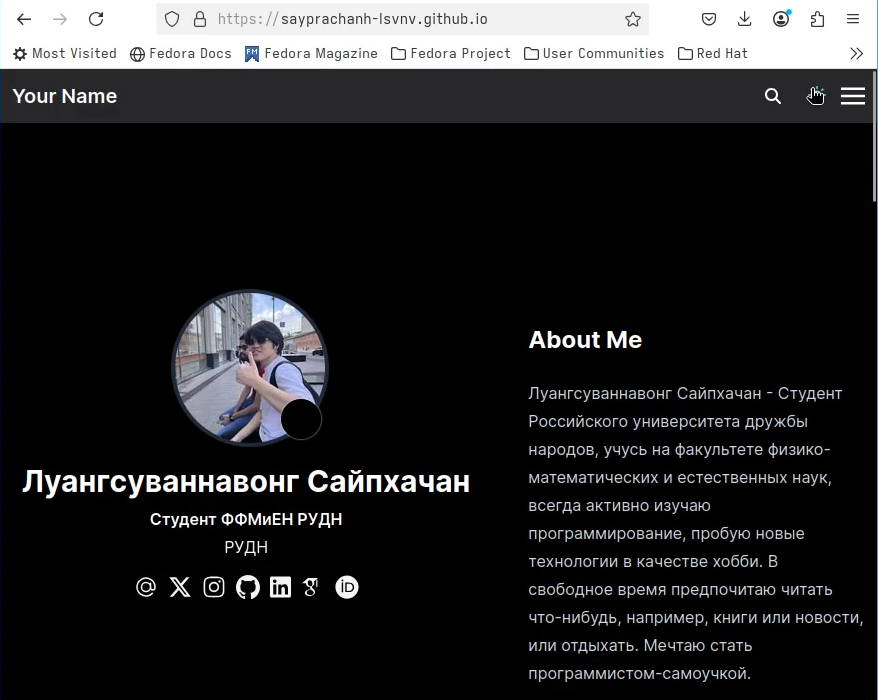 https://sayprachanh-lsvnv.github.io
Most Visited Fedora Docs Fedora Magazine Fedora Project User Communities Red Hat
Your Name
Луангсуваннавонг Сайпхачан
Студент ФФМиЕН РУДН
РУДН
About Me
Луангсуваннавонг Сайпхачан - Студент
Российского университета дружбы
народов, учусь на факультете физико-
математических и естественных наук,
всегда активно изучаю
программирование, пробую новые
технологии в качестве хобби. В
свободное время предпочитаю читать
что-нибудь, например, книги или новости,
или отдыхать. Мечтаю стать
программистом-самоучкой.